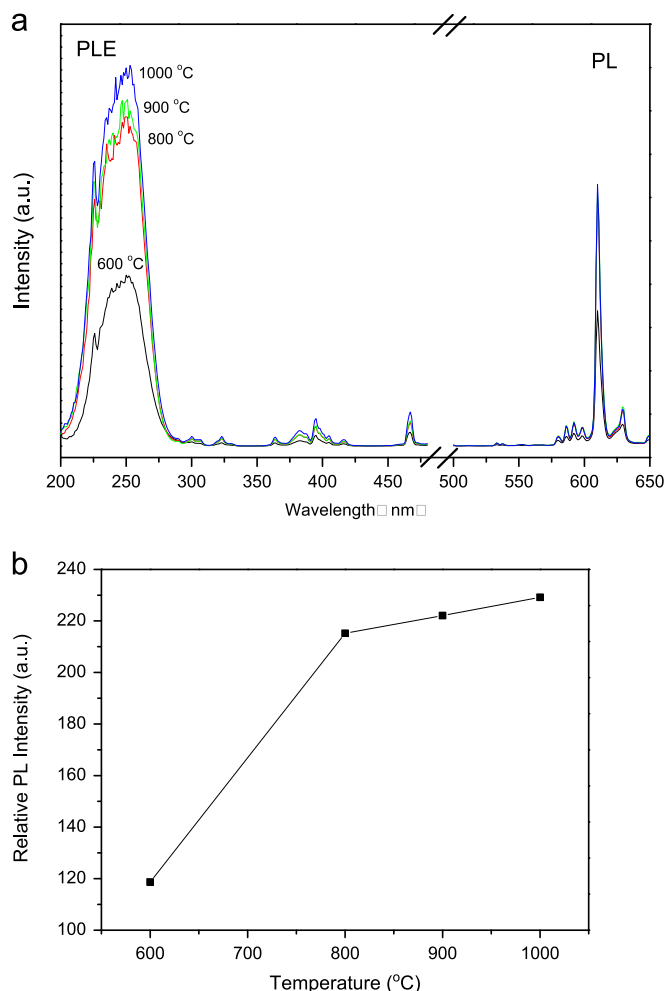 a
PLE
PL
1000 °C
900 °C
800 °C
600 °C
Intensity (a.u.)
200 250 300 350 400 450 500 550 600 650
Wavelength□ nm□
b
240
220
200
180
160
140
120
100
Relative PL Intensity (a.u.)
600 700 800 900 1000
Temperature (°C)